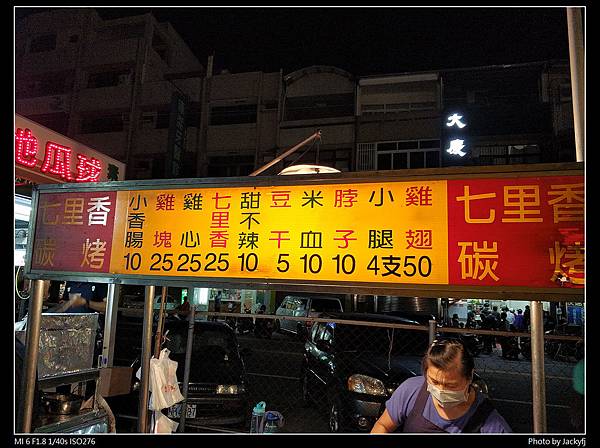 地瓜球
大慶
七里香
碳烤
小香腸 10
雞塊 25
雞心 25
七里香 25
甜不辣 10
豆干 5
米血 10
脖子 10
小腿 雞翅 4支50
七里香
碳烤
MI 6 F1.8 1/40s ISO276
Photo by Jackyfj